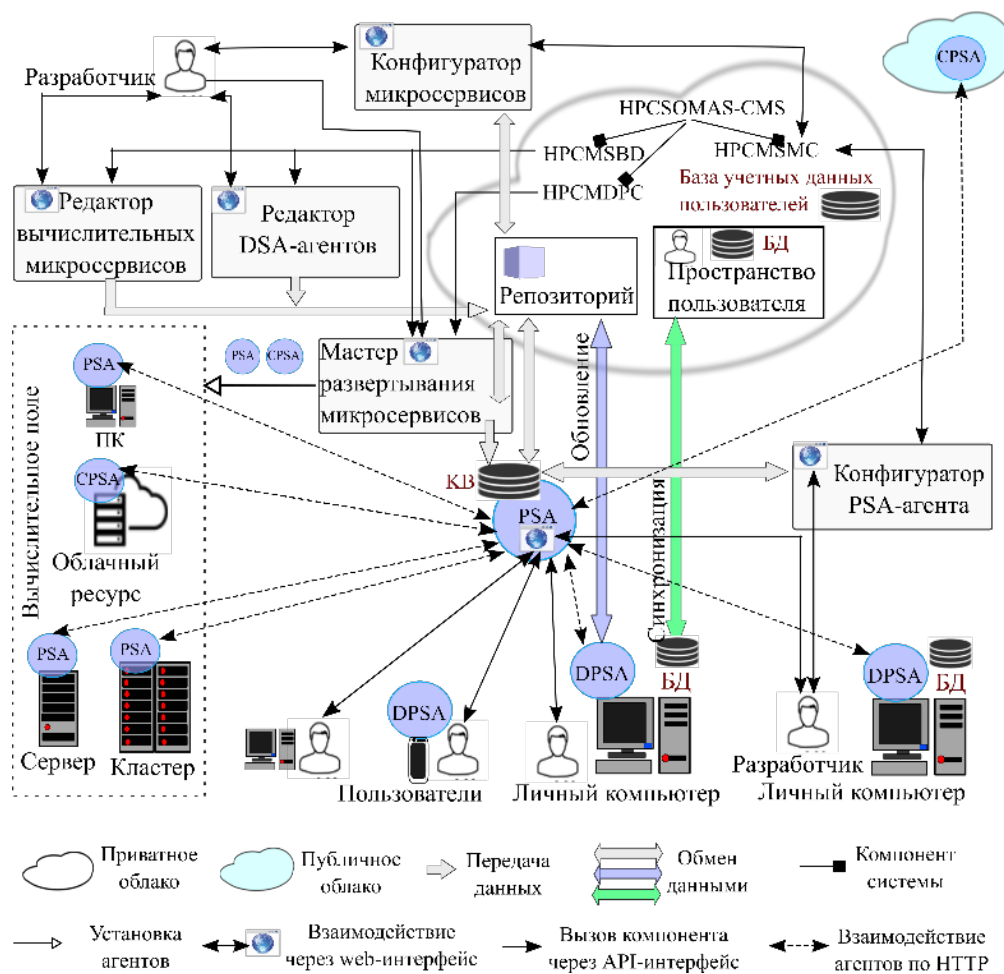 Разработчик
Конфигуратор
микросервисов
CPSA
HPCSOMAS-CMS
HPCMSBD
HPCMSMC
HPCMDPC
База учетных данных
пользователей
Редактор
вычислительных
микросервисов
Редактор
DSA-агентов
Репозиторий
БД
Пространство
пользователя
PSA
CPSA
Мастер
развертывания
микросервисов
Обновление
Синхронизация
Вычислительное поле
PSA
ПК
CPSA
Облачный
ресурс
PSA
Сервер
PSA
Кластер
КВ
PSA
Конфигуратор
PSA-агента
DPSA
Пользователи
DPSA
БД
Личный компьютер
Разработчик
DPSA
БД
Личный компьютер
Приватное
облако
Публичное
облако
Передача
данных
Обмен
данными
Компонент
системы
Установка
агентов
Взаимодействие
через web-интерфейс
Вызов компонента
через API-интерфейс
Взаимодействие
агентов по HTTP